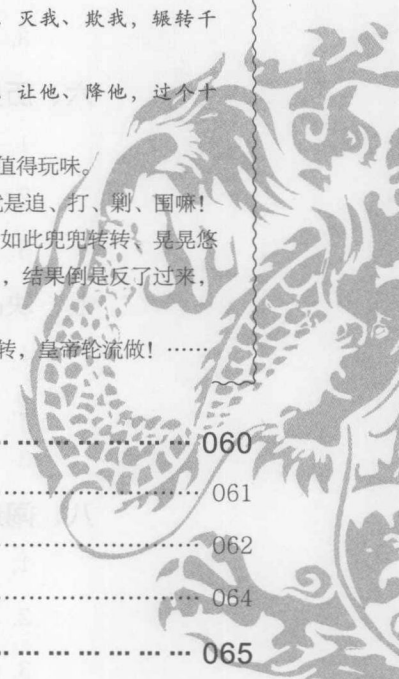 灭我、欺我，辗转千
让他、降他，过个十
值得玩味。
是追、打、剿、围嘛！
如此兜兜转转、晃晃悠
，结果倒是反了过来，
转，皇帝轮流做！……
…………………… 060
…………………… 061
…………………… 062
…………………… 064
…………………… 065